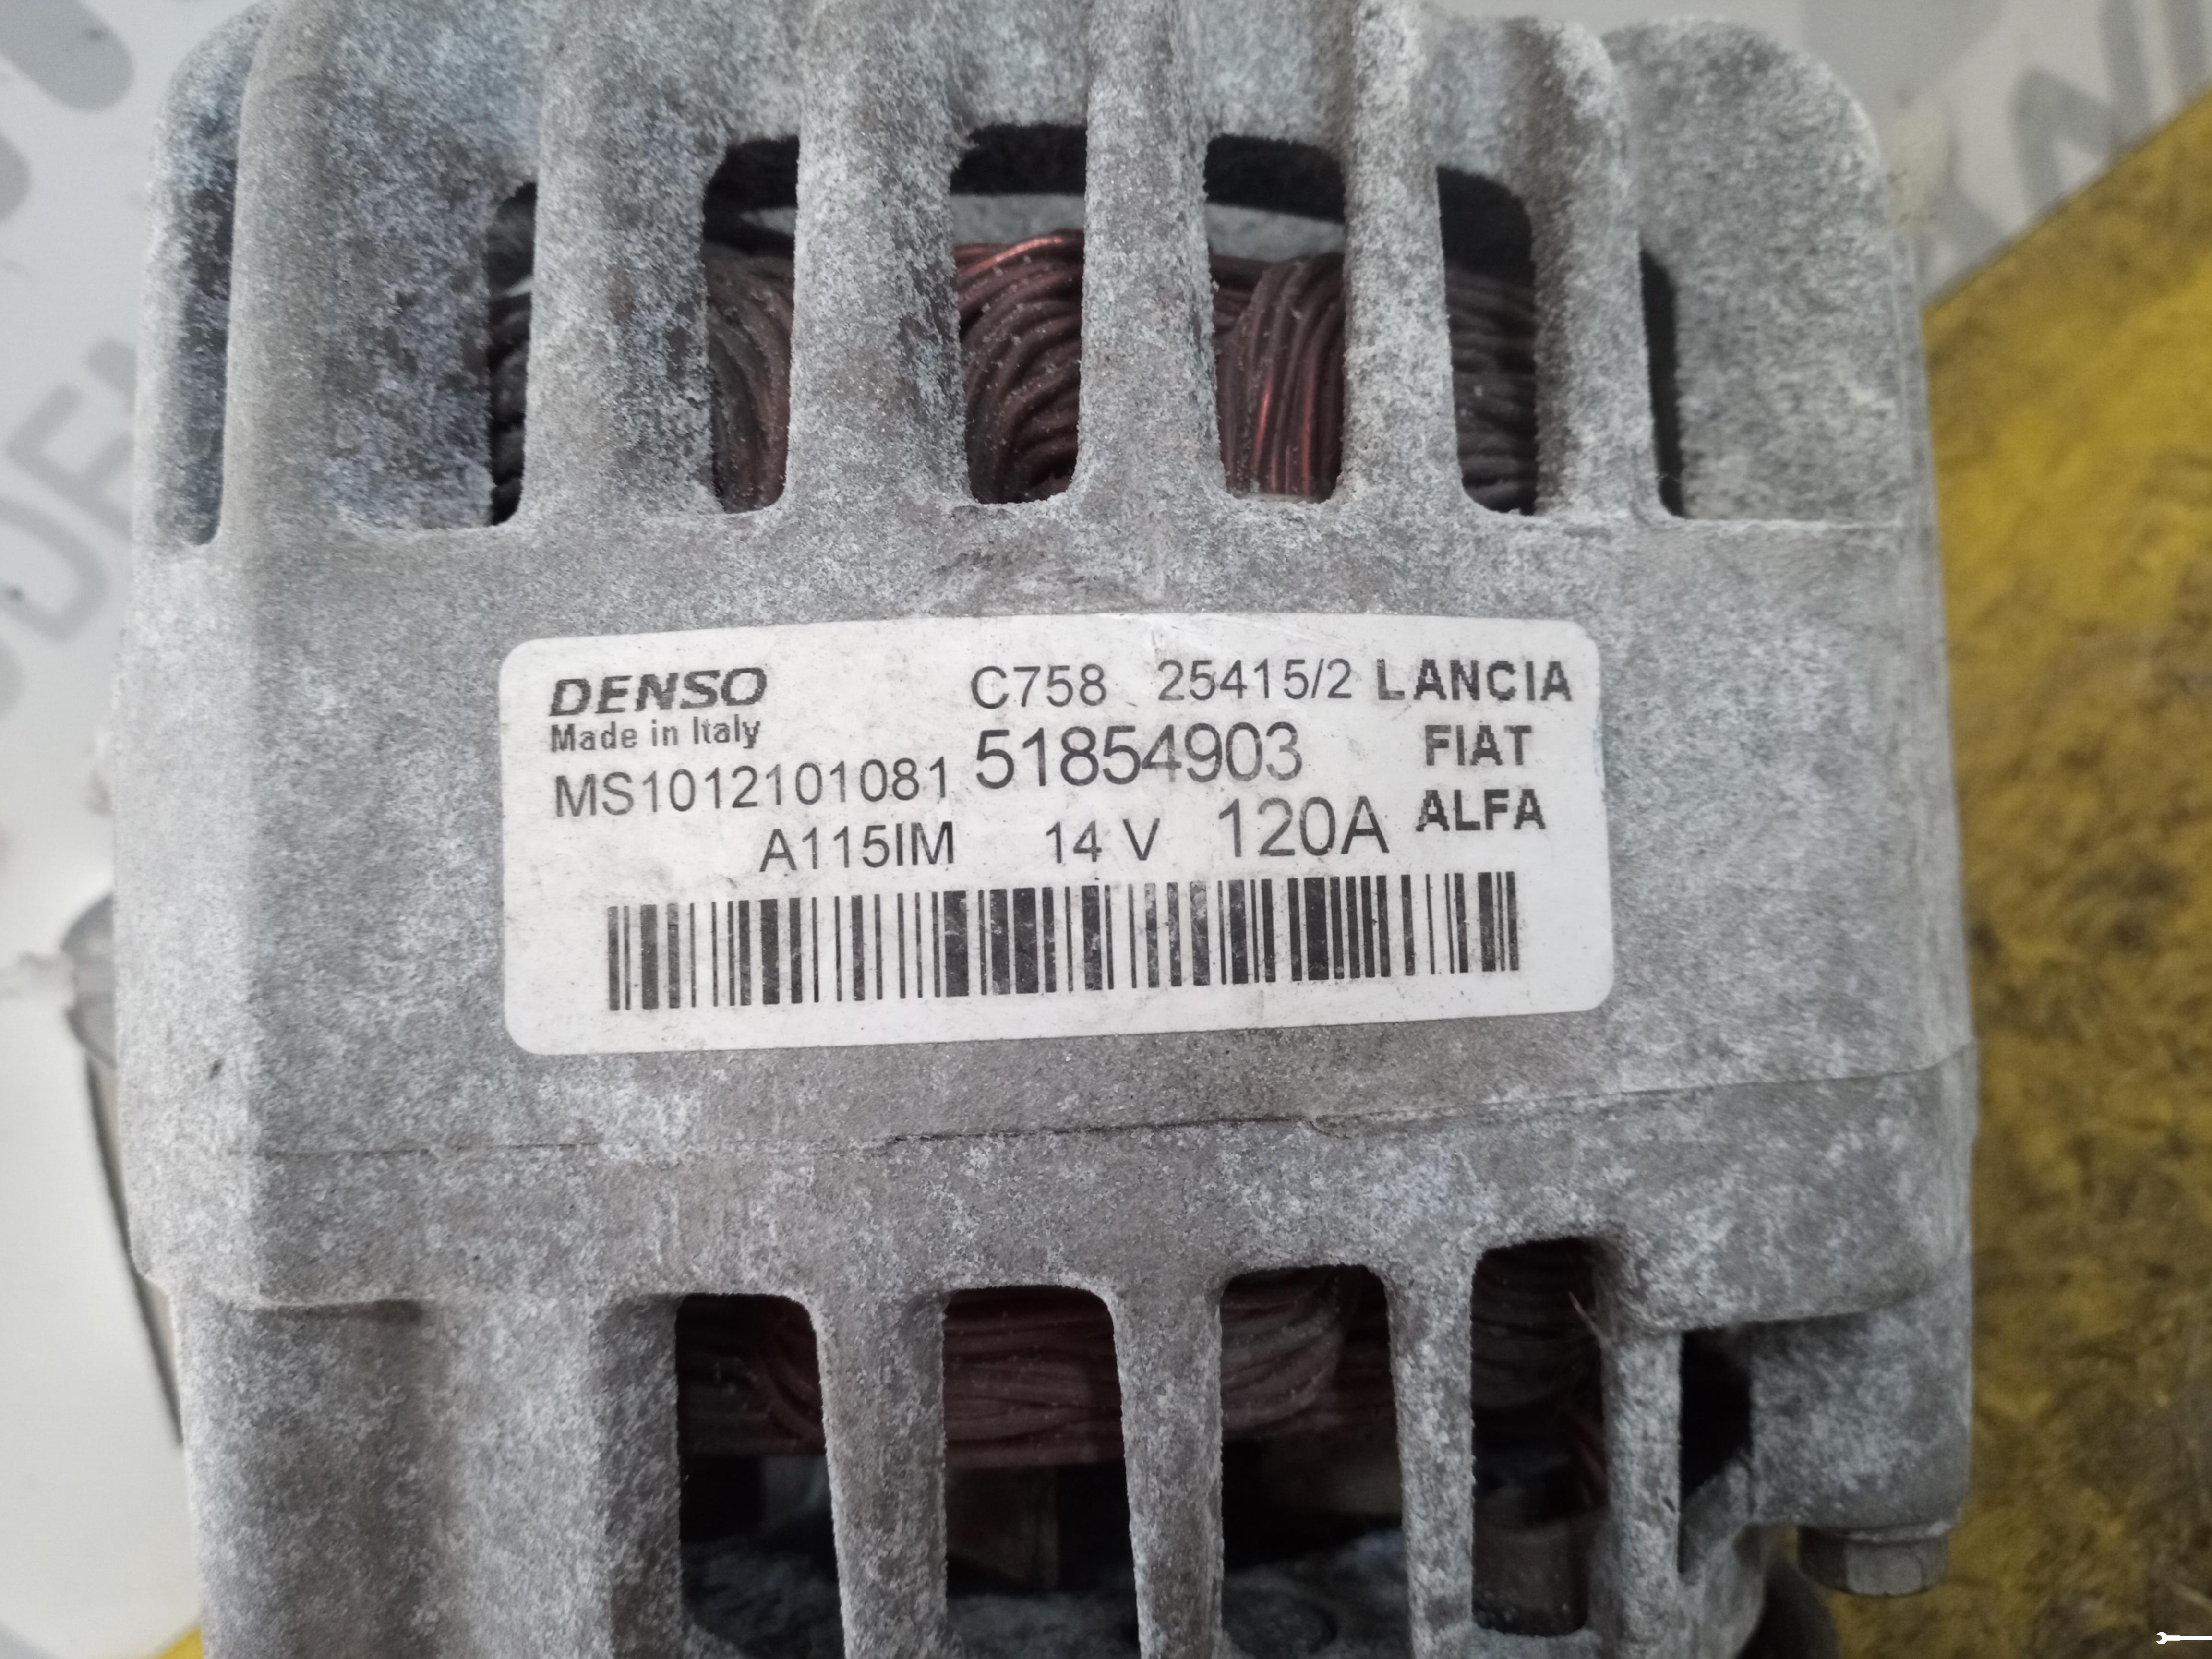 DENSO C758 25415/2 LANCIA
Made in Italy 51854903 FIAT
MS1012101081
A115IM 14 V 120A ALFA